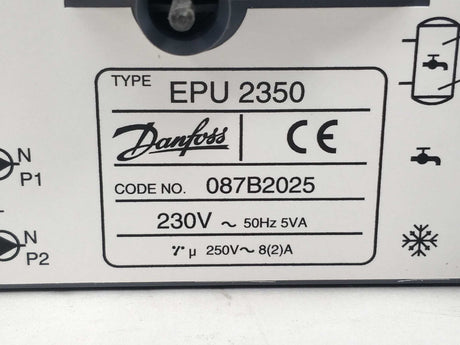 TYPE EPU 2350
Danfoss CE
CODE NO. 087B2025
230V ~ 50Hz 5VA
µ 250V~ 8(2)A
N
P1
N
P2